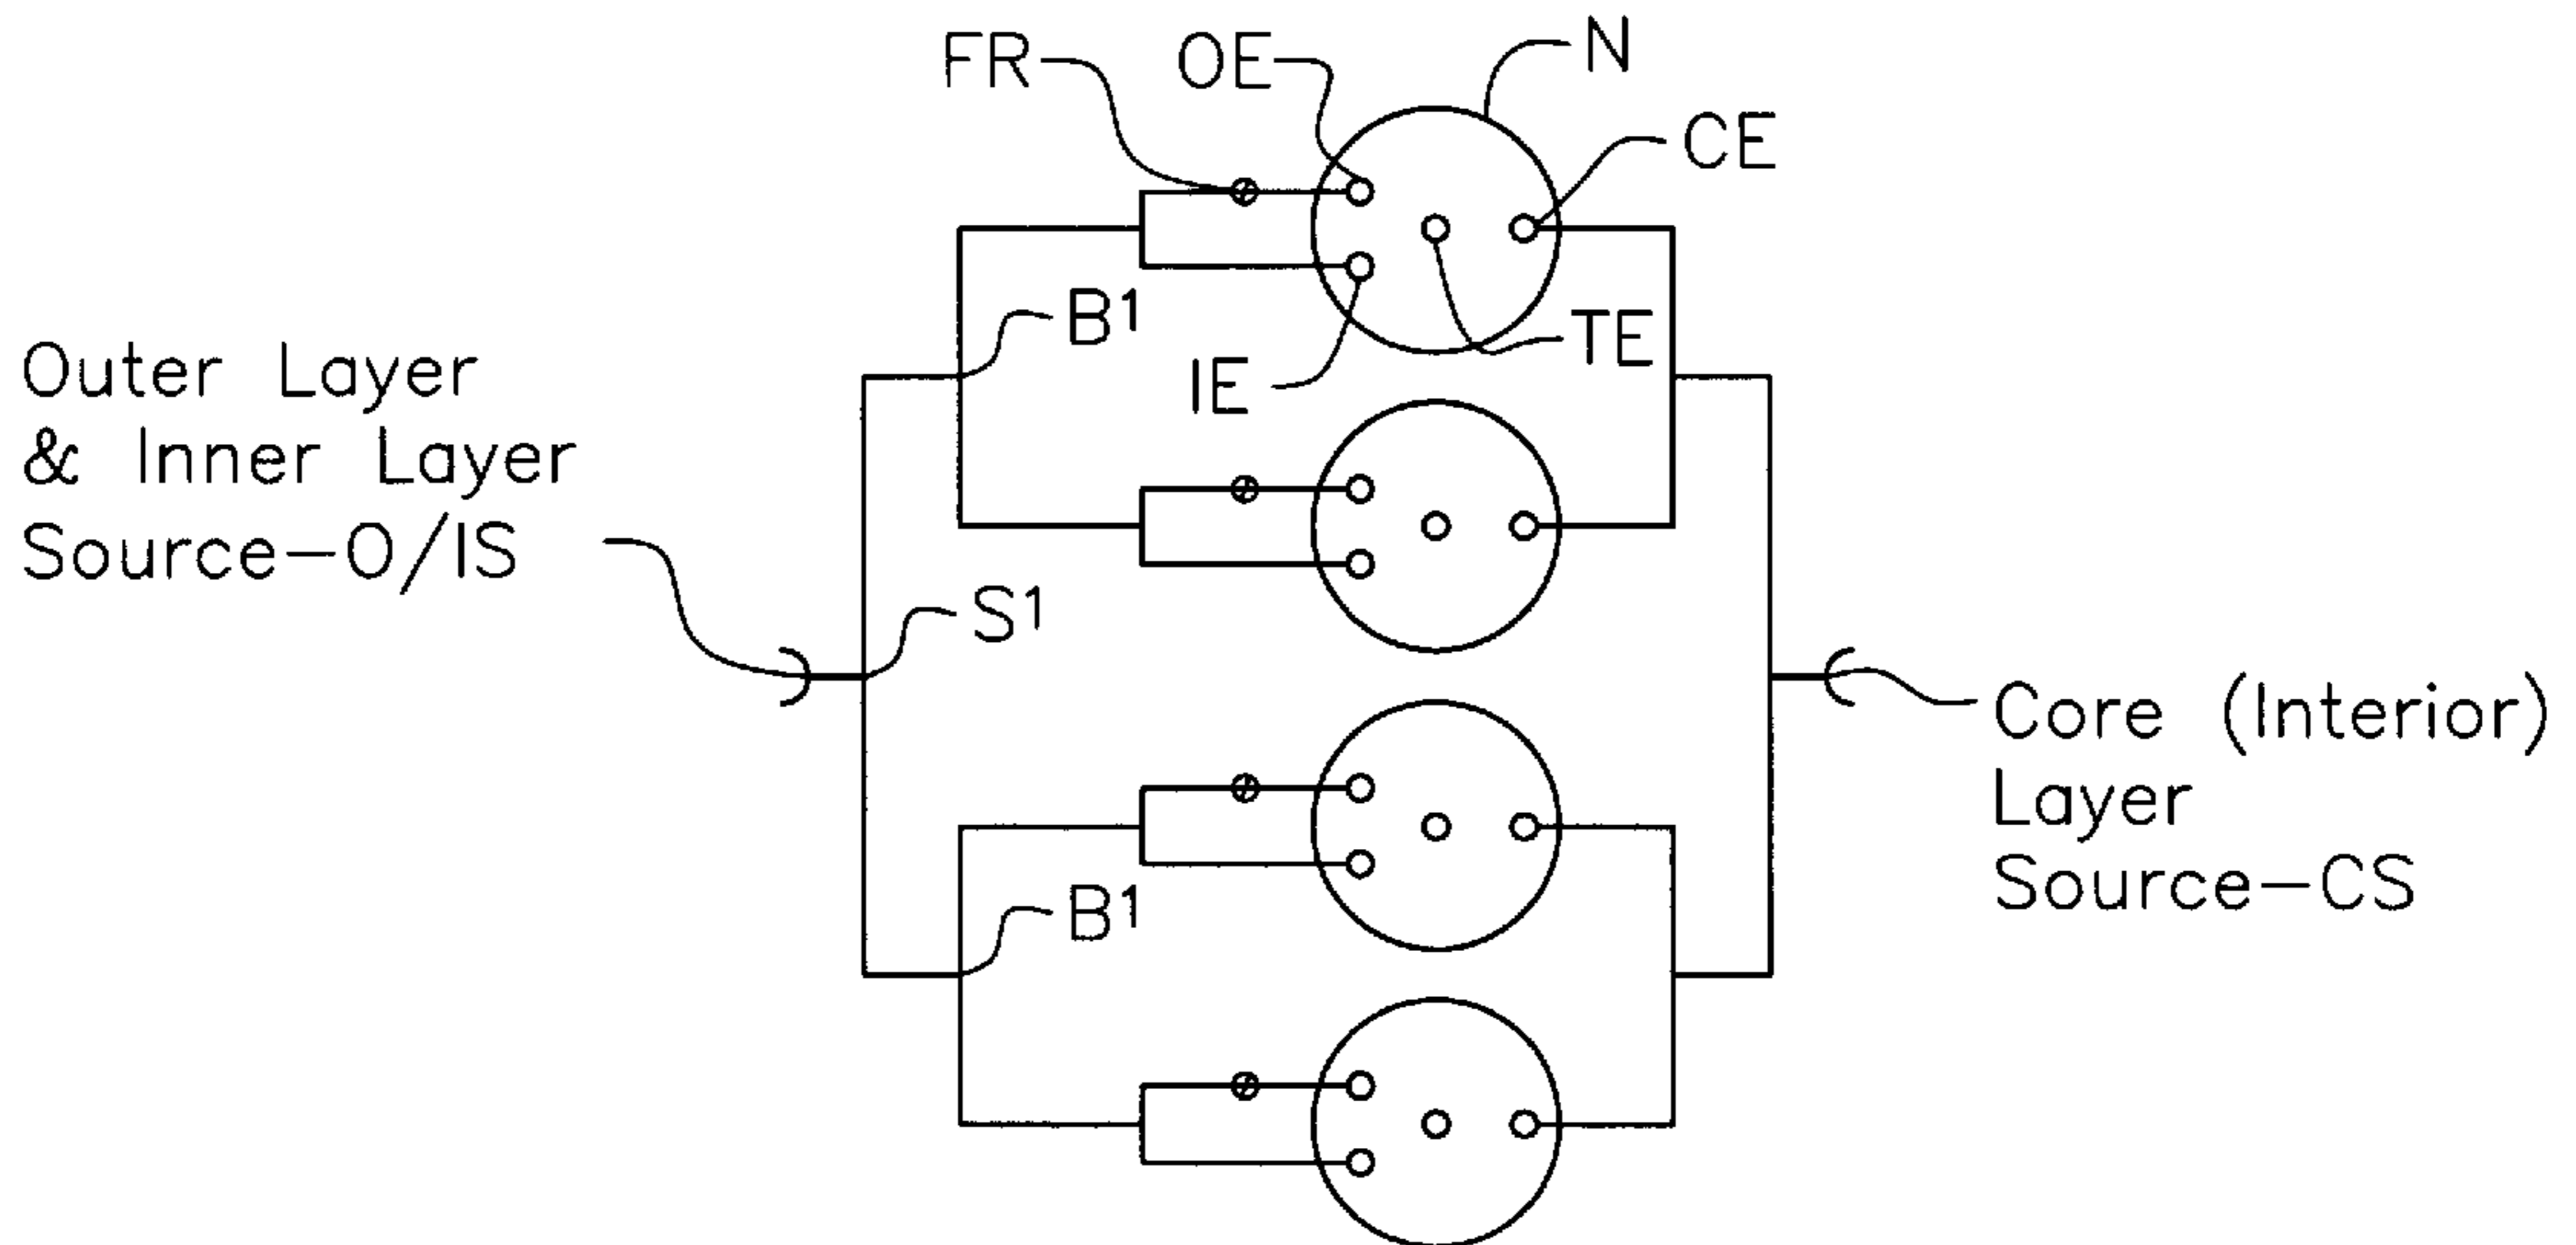 FR
OE
N
CE
B1
TE
IE
Outer Layer
& Inner Layer
Source-O/IS
S1
Core (Interior)
Layer
Source-CS
B1